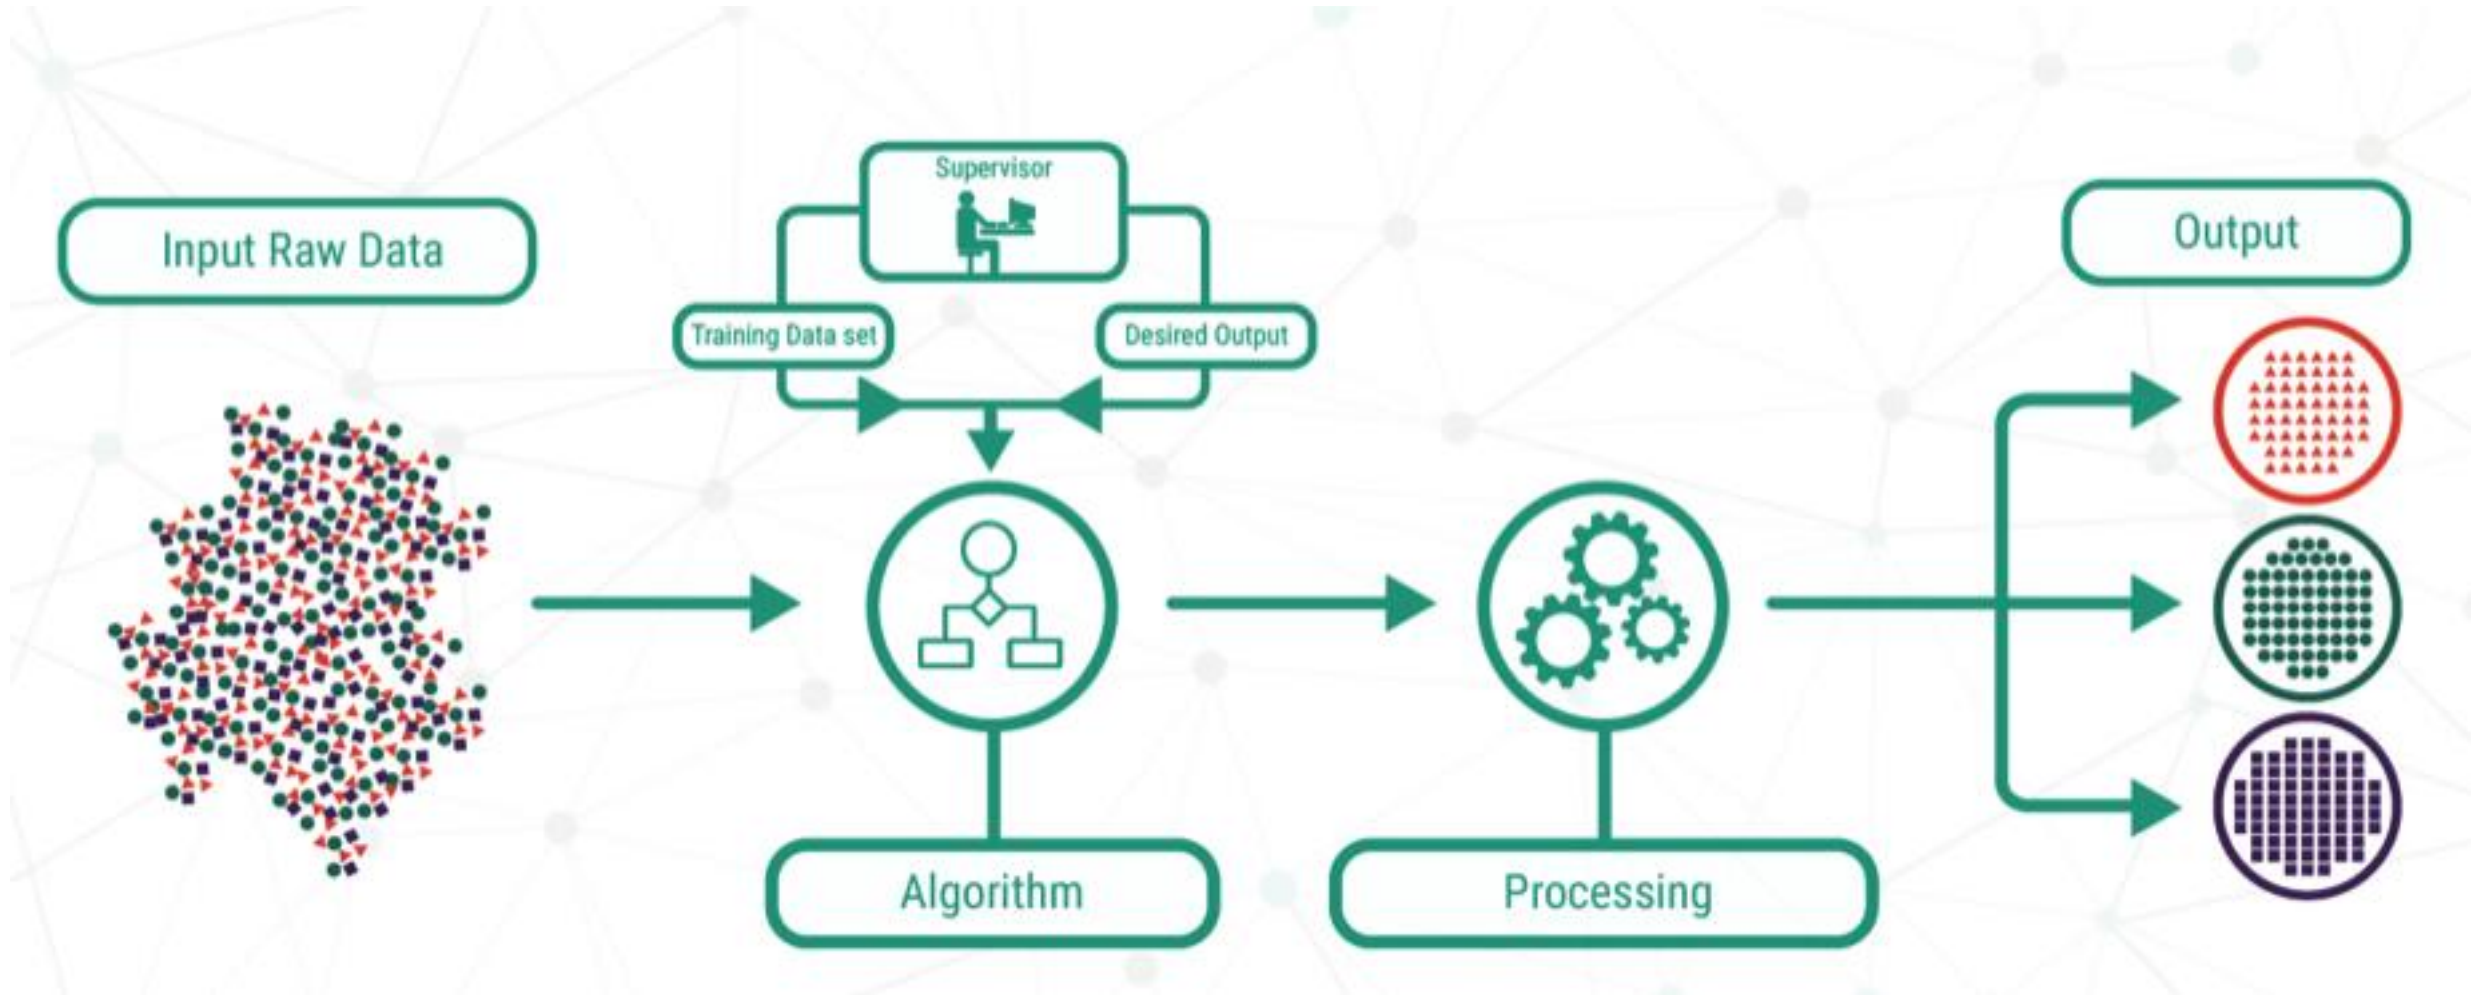 Input Raw Data
Supervisor
Training Data set
Desired Output
Algorithm
Processing
Output